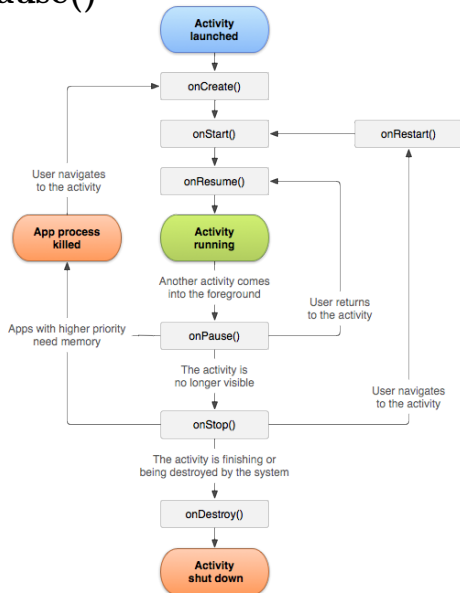 ause()
Activity
launched
onCreate()
onStart()
onRestart()
User navigates
to the activity
onResume()
App process
killed
Activity
running
Another activity comes
into the foreground
User returns
to the activity
Apps with higher priority
need memory
onPause()
The activity is
no longer visible
User navigates
to the activity
onStop()
The activity is finishing or
being destroyed by the system
onDestroy()
Activity
shut down